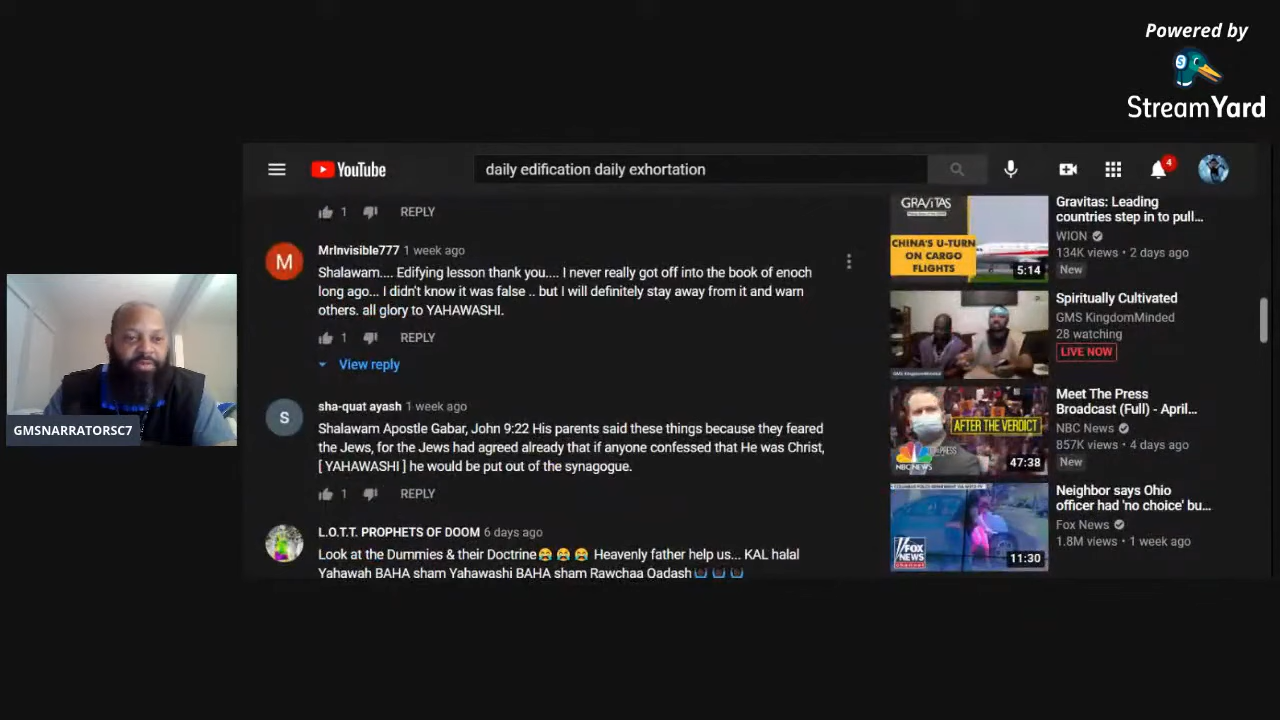 Powered by
StreamYard
YouTube
daily edification daily exhortation
4
1
REPLY
M
MrInvisible777 1 week ago
Shalawam.... Edifying lesson thank you.... I never really got off into the book of enoch
long ago... I didn't know it was false .. but I will definitely stay away from it and warn
others. all glory to YAHAWASHI.
1
REPLY
View reply
S
sha-quat ayash 1 week ago
Shalawam Apostle Gabar, John 9:22 His parents said these things because they feared
the Jews, for the Jews had agreed already that if anyone confessed that He was Christ,
[ YAHAWASHI ] he would be put out of the synagogue.
1
REPLY
L.O.T.T. PROPHETS OF DOOM 6 days ago
Look at the Dummies & their Doctrine😭 😭 😭 Heavenly father help us... KAL halal
Yahawah BAHA sham Yahawashi BAHA sham Rawchaa Qadash
GMSNARRATORSC7
GRAVITAS
CHINA'S U-TURN
ON CARGO
FLIGHTS
5:14
Gravitas: Leading
countries step in to pull...
WION
134K views • 2 days ago
New
Spiritually Cultivated
GMS KingdomMinded
28 watching
LIVE NOW
AFTER THE VERDICT
NBC NEWS
47:38
Meet The Press
Broadcast (Full) - April...
NBC News
857K views • 4 days ago
New
FOX
NEWS
channel
11:30
Neighbor says Ohio
officer had 'no choice' bu...
Fox News
1.8M views • 1 week ago